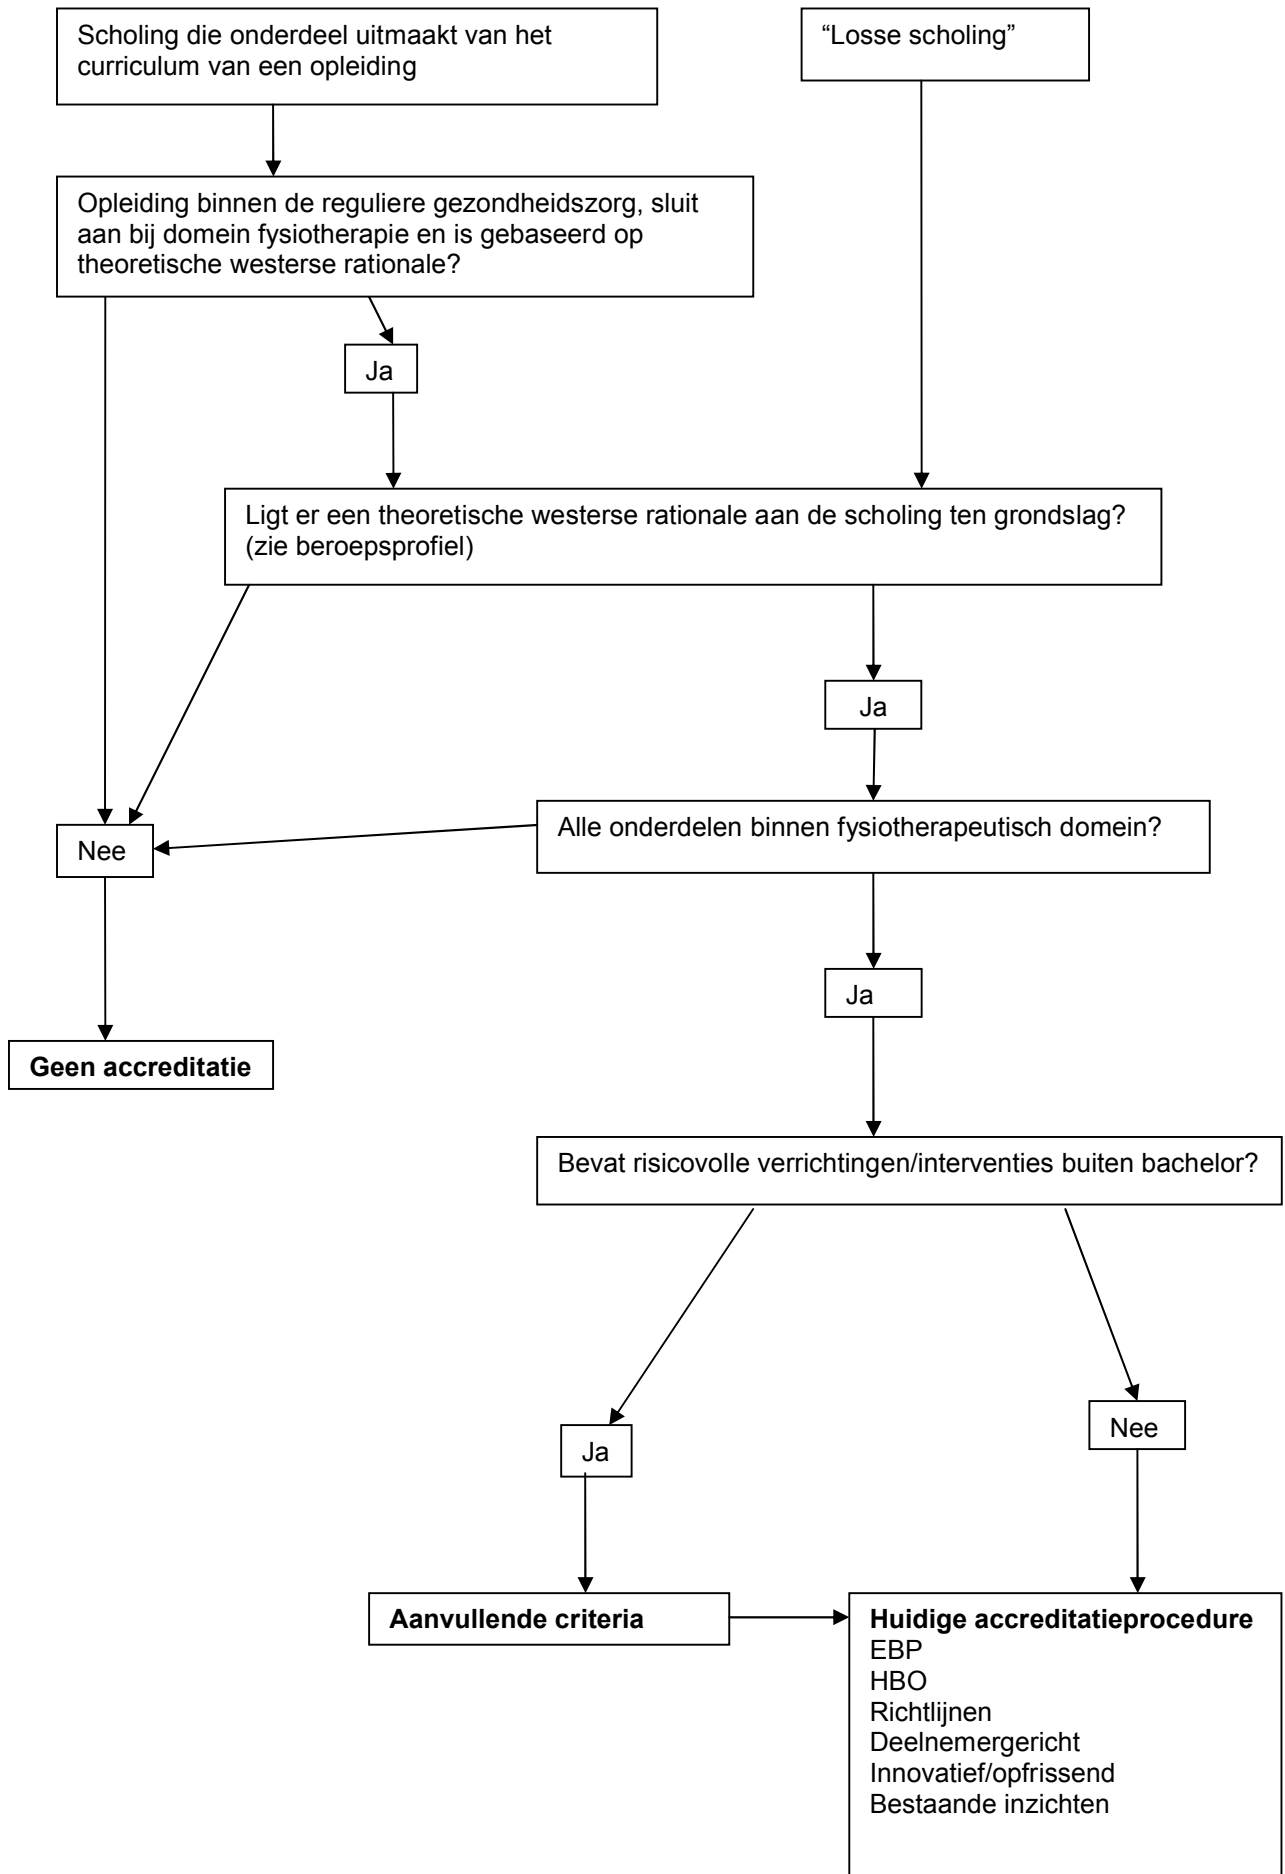 Scholing die onderdeel uitmaakt van het
curriculum van een opleiding
“Losse scholing”
Opleiding binnen de reguliere gezondheidszorg, sluit
aan bij domein fysiotherapie en is gebaseerd op
theoretische westerse rationale?
Ja
Ligt er een theoretische westerse rationale aan de scholing ten grondslag?
(zie beroepsprofiel)
Ja
Alle onderdelen binnen fysiotherapeutisch domein?
Nee
Ja
Geen accreditatie
Bevat risicovolle verrichtingen/interventies buiten bachelor?
Ja
Nee
Aanvullende criteria
Huidige accreditatieprocedure
EBP
HBO
Richtlijnen
Deelnemergericht
Innovatief/opfrissend
Bestaande inzichten